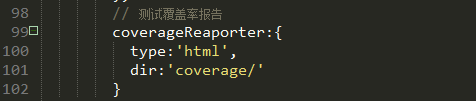 98 // 测试覆盖率报告
99 coverageReaporter:{
100 type:'html',
101 dir:'coverage/'
102 }